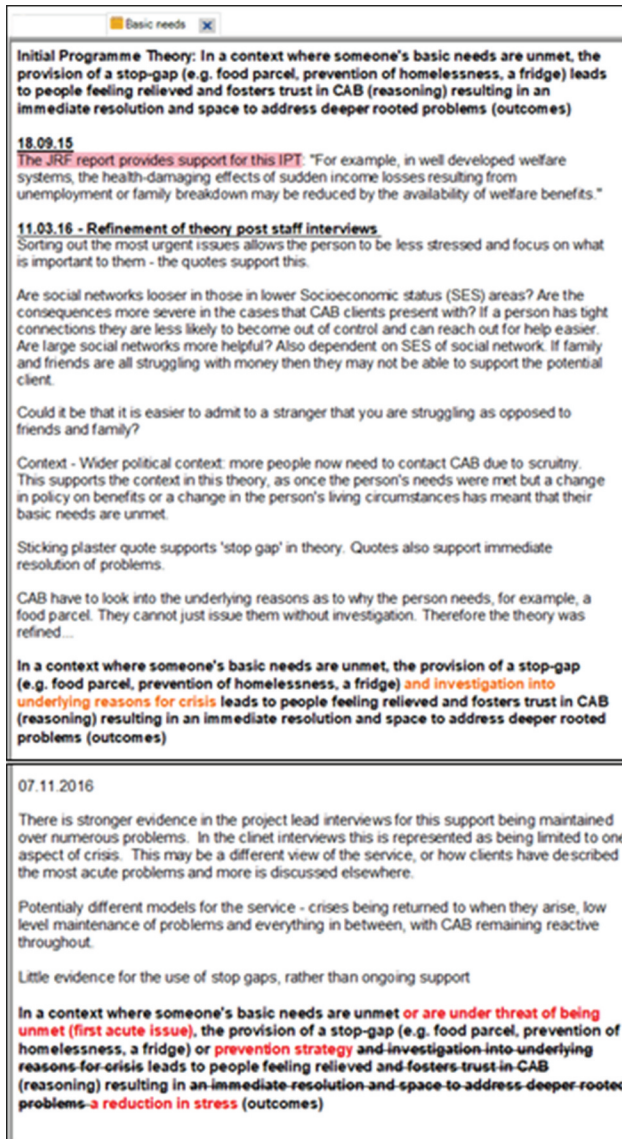 Basic needs
Initial Programme Theory: In a context where someone's basic needs are unmet, the
provision of a stop-gap (e.g. food parcel, prevention of homelessness, a fridge) leads
to people feeling relieved and fosters trust in CAB (reasoning) resulting in an
immediate resolution and space to address deeper rooted problems (outcomes)
18.09.15
The JRF report provides support for this IPT: "For example, in well developed welfare
systems, the health-damaging effects of sudden income losses resulting from
unemployment or family breakdown may be reduced by the availability of welfare benefits."
11.03.16 - Refinement of theory post staff interviews
Sorting out the most urgent issues allows the person to be less stressed and focus on what
is important to them - the quotes support this.
Are social networks looser in those in lower Socioeconomic status (SES) areas? Are the
consequences more severe in the cases that CAB clients present with? If a person has tight
connections they are less likely to become out of control and can reach out for help easier.
Are large social networks more helpful? Also dependent on SES of social network. If family
and friends are all struggling with money then they may not be able to support the potential
client.
Could it be that it is easier to admit to a stranger that you are struggling as opposed to
friends and family?
Context - Wider political context: more people now need to contact CAB due to scruitny.
This supports the context in this theory, as once the person's needs were met but a change
in policy on benefits or a change in the person's living circumstances has meant that their
basic needs are unmet.
Sticking plaster quote supports 'stop gap' in theory. Quotes also support immediate
resolution of problems.
CAB have to look into the underlying reasons as to why the person needs, for example, a
food parcel. They cannot just issue them without investigation. Therefore the theory was
refined...
In a context where someone's basic needs are unmet, the provision of a stop-gap
(e.g. food parcel, prevention of homelessness, a fridge) and investigation into
underlying reasons for crisis leads to people feeling relieved and fosters trust in CAB
(reasoning) resulting in an immediate resolution and space to address deeper rooted
problems (outcomes)
07.11.2016
There is stronger evidence in the project lead interviews for this support being maintained
over numerous problems. In the clinet interviews this is represented as being limited to one
aspect of crisis. This may be a different view of the service, or how clients have described
the most acute problems and more is discussed elsewhere.
Potentialy different models for the service - crises being returned to when they arise, low
level maintenance of problems and everything in between, with CAB remaining reactive
throughout.
Little evidence for the use of stop gaps, rather than ongoing support
In a context where someone's basic needs are unmet or are under threat of being
unmet (first acute issue), the provision of a stop-gap (e.g. food parcel, prevention of
homelessness, a fridge) or prevention strategy and investigation into underlying
reasons for crisis leads to people feeling relieved and fosters trust in CAB
(reasoning) resulting in an immediate resolution and space to address deeper rooted
problems a reduction in stress (outcomes)